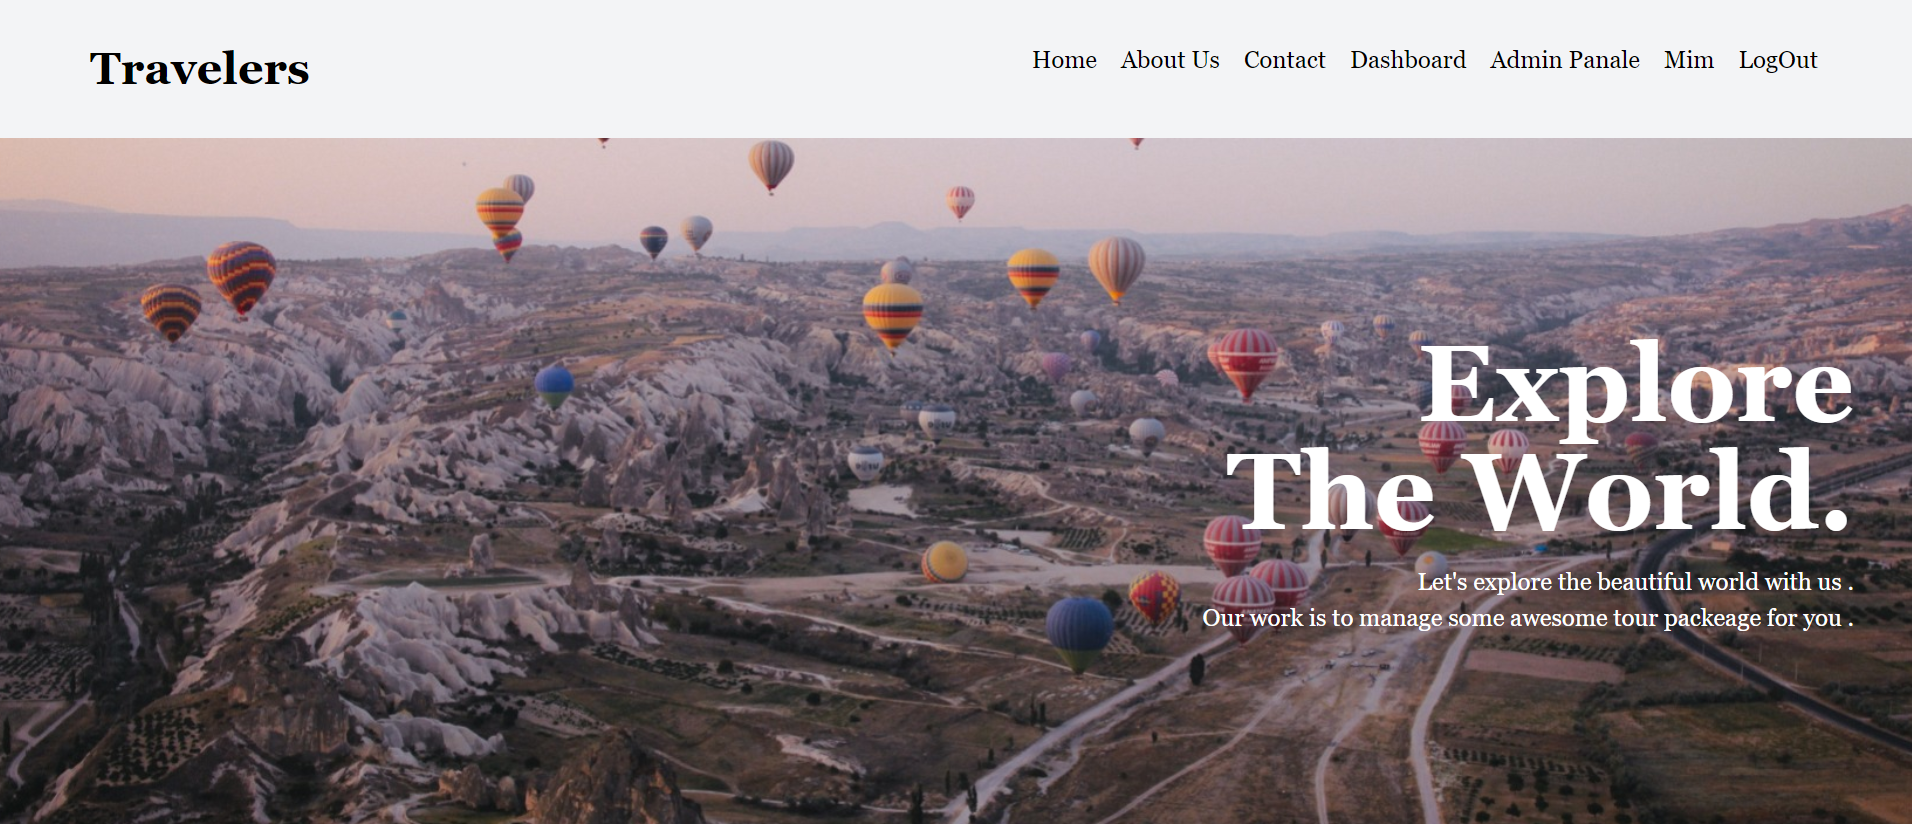 Travelers
Home About Us Contact Dashboard Admin Panale Mim LogOut
Explore
The World.
Let's explore the beautiful world with us .
Our work is to manage some awesome tour packeage for you .